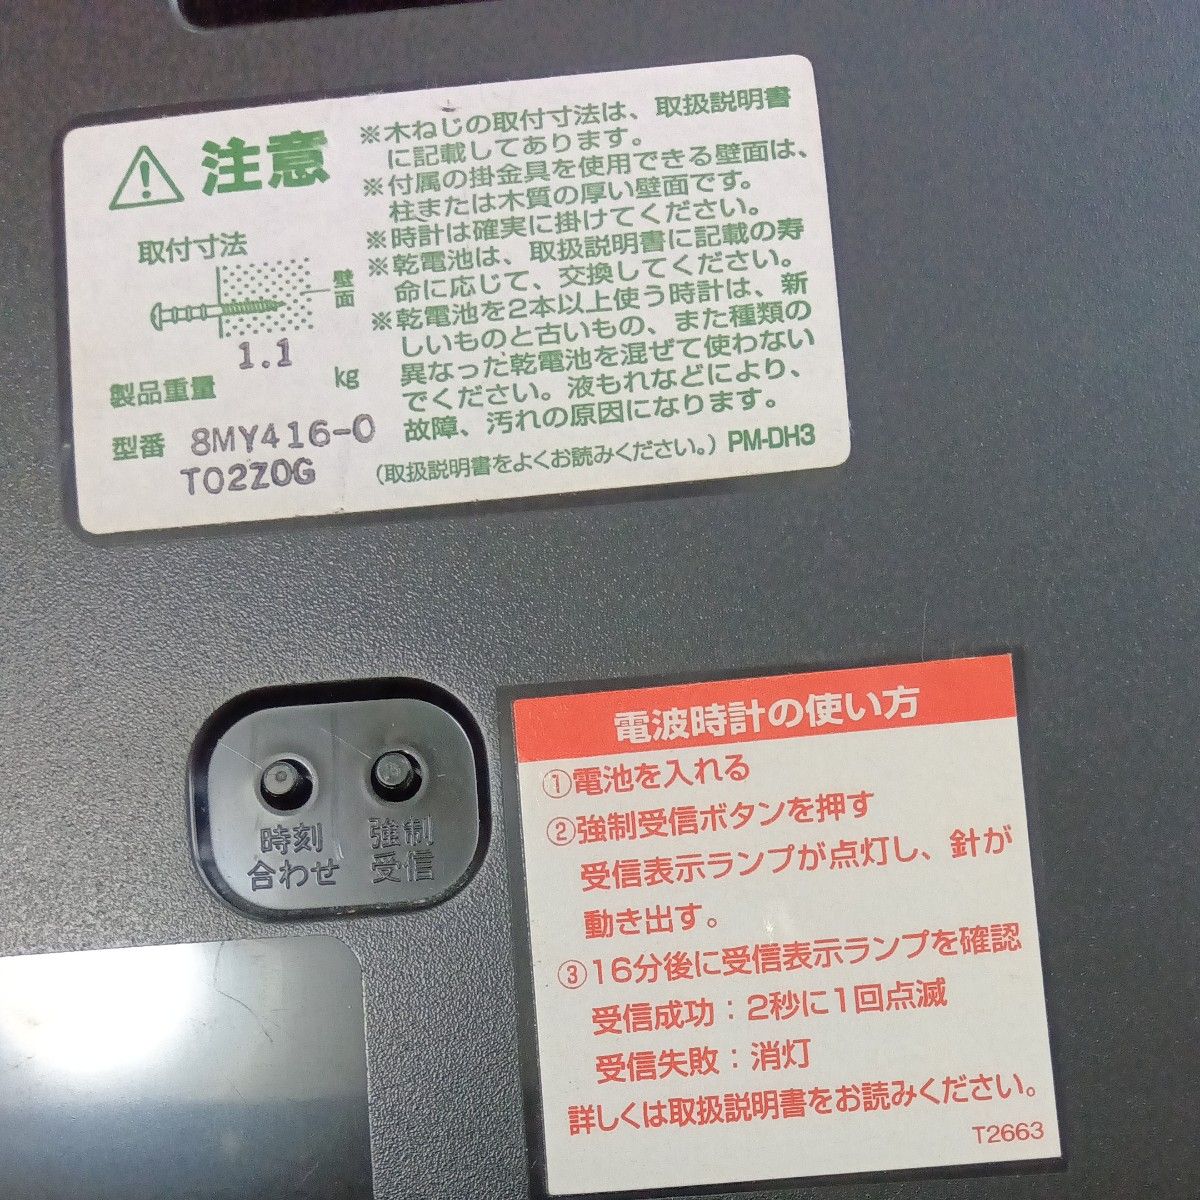 注意
※木ねじの取付寸法は、取扱説明書
に記載してあります。
※付属の掛金具を使用できる壁面は、
柱または木質の厚い壁面です。
※時計は確実に掛けてください。
※乾電池は、取扱説明書に記載の寿
命に応じて、交換してください。
※乾電池を2本以上使う時計は、新
しいものと古いもの、また種類の
異なった乾電池を混ぜて使わない
でください。液もれなどにより、
故障、汚れの原因になります。
(取扱説明書をよくお読みください。) PM-DH3
取付寸法
壁面
製品重量 1.1 kg
型番 8MY416-0
T02Z0G
時刻
合わせ
強制
受信
電波時計の使い方
①電池を入れる
②強制受信ボタンを押す
受信表示ランプが点灯し、針が
動き出す。
③16分後に受信表示ランプを確認
受信成功:2秒に1回点滅
受信失敗:消灯
詳しくは取扱説明書をお読みください。
T2663